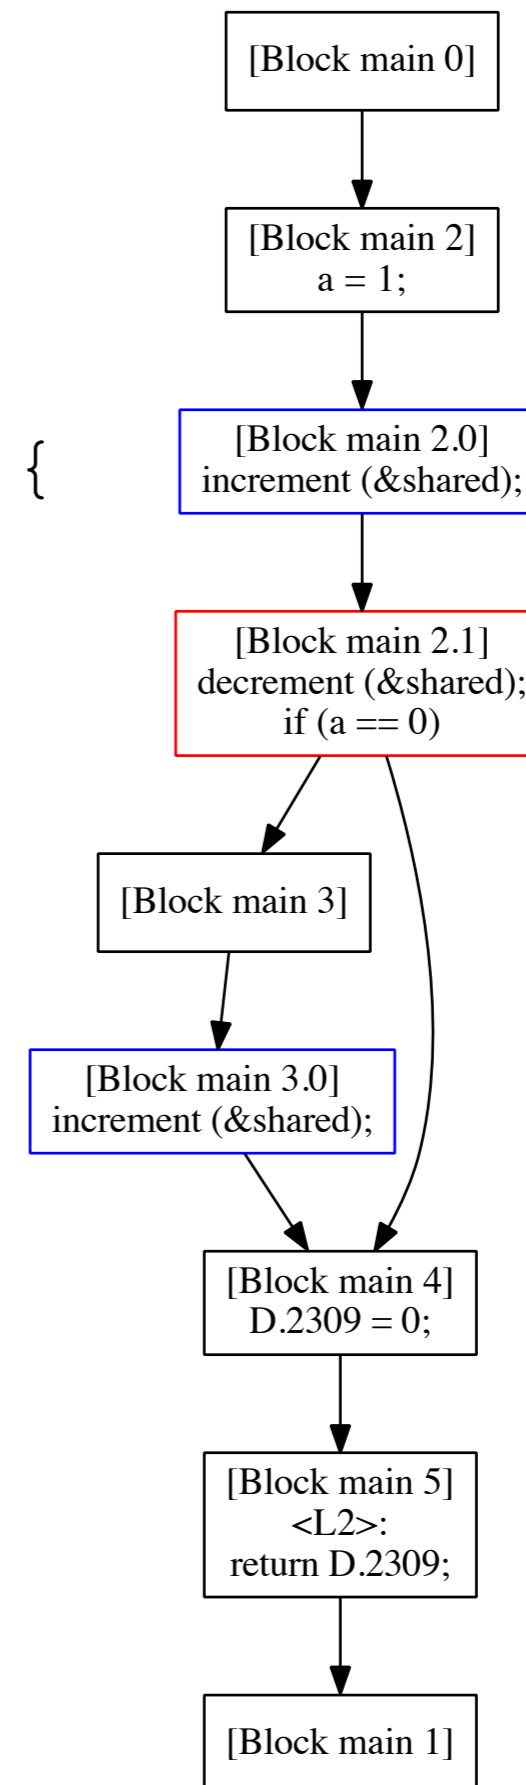 [Block main 0]
[Block main 2]
a = 1;
{
[Block main 2.0]
increment (&shared);
[Block main 2.1]
decrement (&shared);
if (a == 0)
[Block main 3]
[Block main 3.0]
increment (&shared);
[Block main 4]
D.2309 = 0;
[Block main 5]
<L2>:
return D.2309;
[Block main 1]